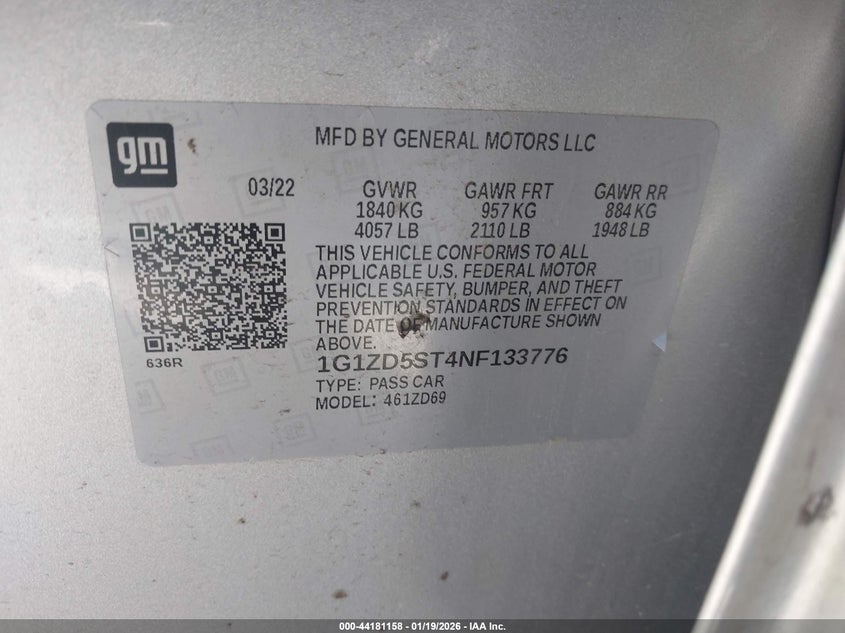 gm
MFD BY GENERAL MOTORS LLC
03/22 GVWR GAWR FRT GAWR RR
1840 KG 957 KG 884 KG
4057 LB 2110 LB 1948 LB
THIS VEHICLE CONFORMS TO ALL
APPLICABLE U.S. FEDERAL MOTOR
VEHICLE SAFETY, BUMPER, AND THEFT
PREVENTION STANDARDS IN EFFECT ON
THE DATE OF MANUFACTURE SHOWN
ABOVE.
636R
1G1ZD5ST4NF133776
TYPE: PASS CAR
MODEL: 461ZD69
000-44181158 - 01/19/2026 - IAA Inc.